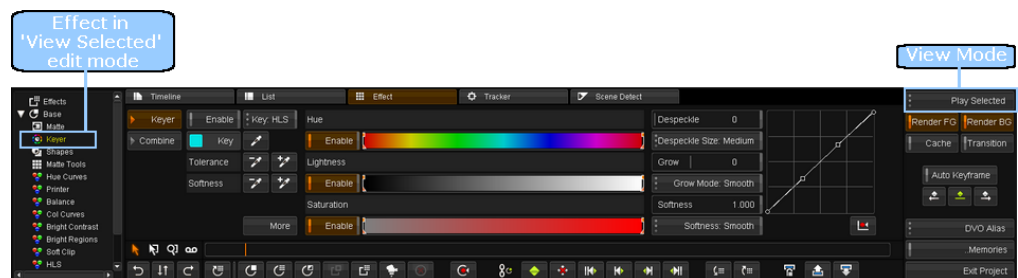 Effect in
'View Selected'
edit mode
View Mode
Timeline
List
Effect
Tracker
Scene Detect
Play Selected
Effects
Base
Matte
Keyer
Shapes
Matte Tools
Hue Curves
Printer
Balance
Col Curves
Bright Contrast
Bright Regions
Soft Clip
HLS
Keyer
Enable
Key: HLS
Hue
Combine
Key
Enable
Tolerance
Lightness
Softness
Enable
Saturation
More
Enable
Despeckle 0
Despeckle Size: Medium
Grow 0
Grow Mode: Smooth
Softness 1.000
Softness: Smooth
Render FG
Render BG
Cache
Transition
Auto Keyframe
DVO Alias
..Memories
Exit Project